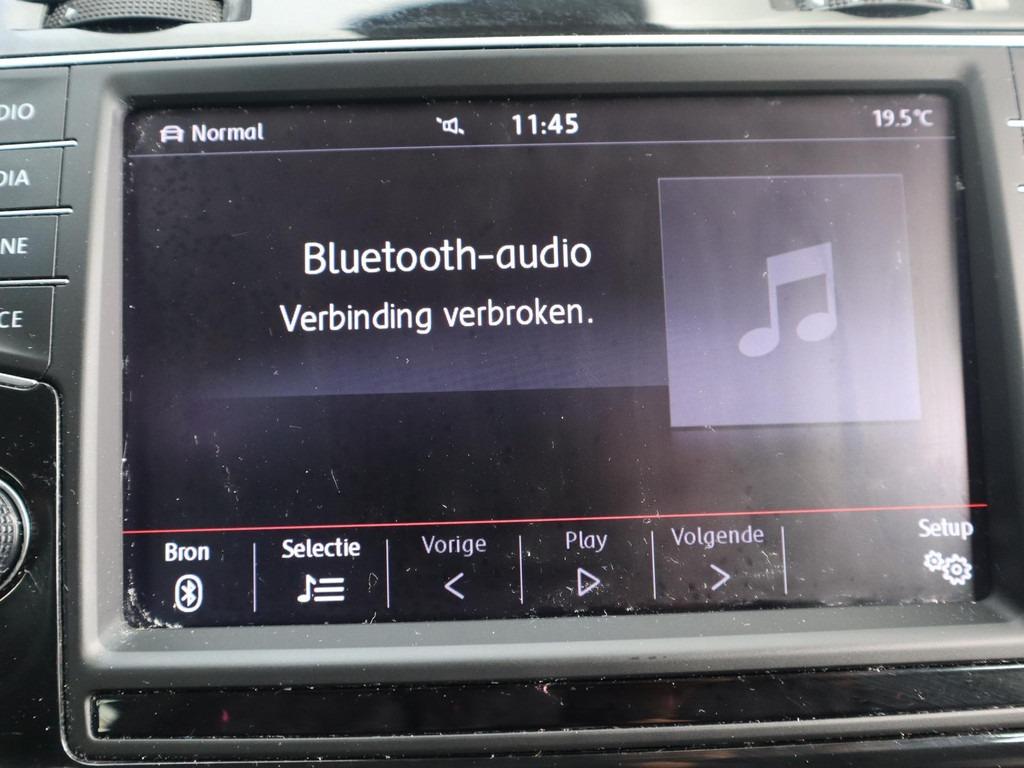 DIO
DIA
NE
CE
Normal
11:45
19.5°C
Bluetooth-audio
Verbinding verbroken.
Bron
Selectie
Vorige
Play
Volgende
Setup